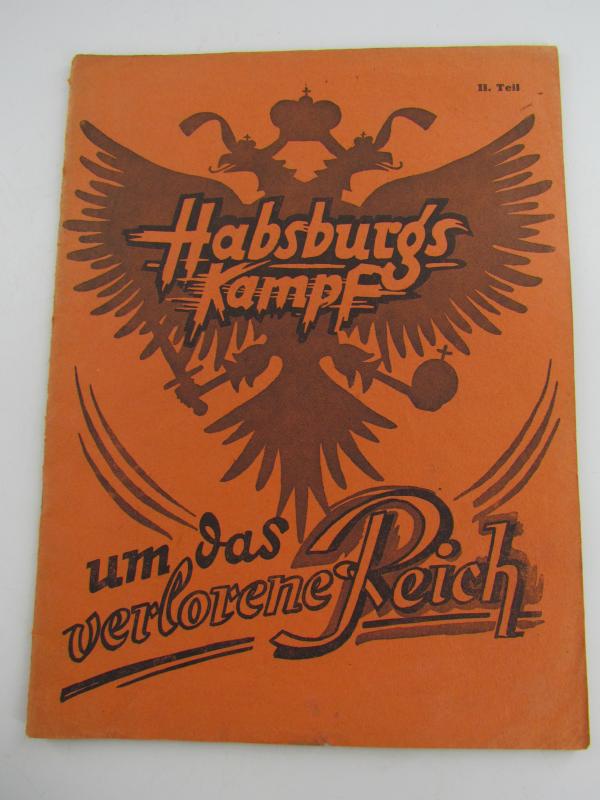 II. Teil
Habsburgs
Kampf
um das
verlorene Reich